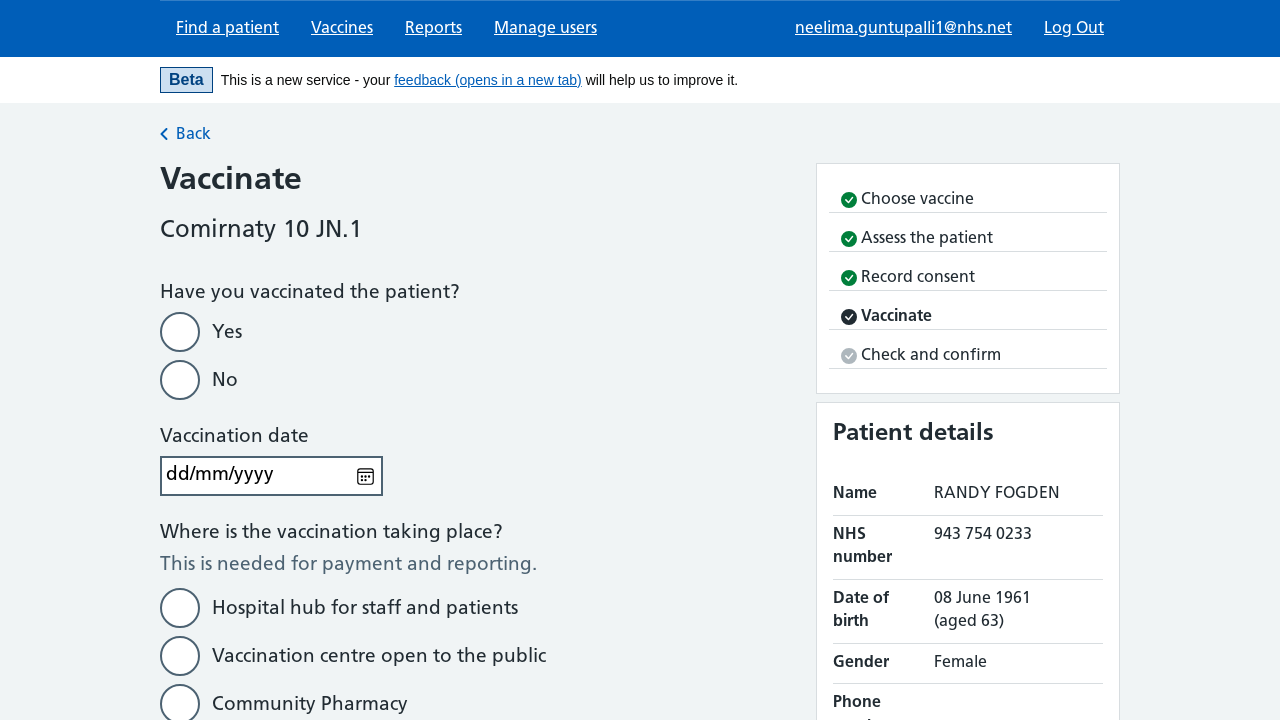 Find a patient Vaccines Reports Manage users neelima.guntupalli1@nhs.net Log Out
Beta This is a new service - your feedback (opens in a new tab) will help us to improve it.
Back
Vaccinate
Comirnaty 10 JN.1
Have you vaccinated the patient?
Yes
No
Vaccination date
dd/mm/yyyy
Where is the vaccination taking place?
This is needed for payment and reporting.
Hospital hub for staff and patients
Vaccination centre open to the public
Community Pharmacy
Choose vaccine
Assess the patient
Record consent
Vaccinate
Check and confirm
Patient details
Name RANDY FOGDEN
NHS 943 754 0233
number
Date of 08 June 1961
birth (aged 63)
Gender Female
Phone